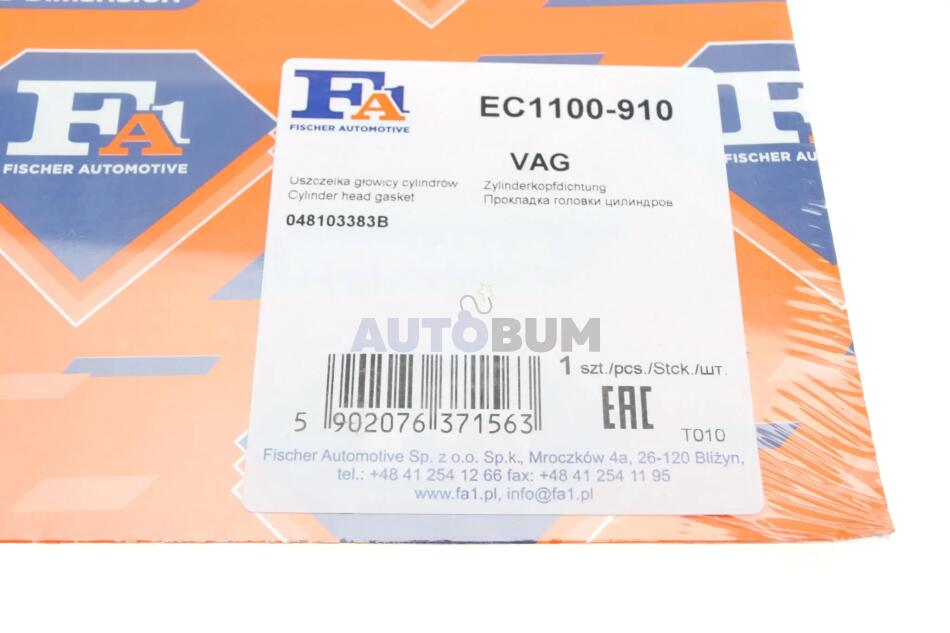 DIMENSION
FA1
FISCHER AUTOMOTIVE
FA1
FISCHER AUTOMOTIVE
EC1100-910
VAG
Uszczelka głowicy cylindrów
Cylinder head gasket
Zylinderkopfdichtung
Прокладка головки цилиндров
048103383B
AUTOBUM
1 szt./pcs./Stck./шт.
5 902076 371563
EAC
T010
Fischer Automotive Sp. z o.o. Sp.k., Mroczków 4a, 26-120 Bliżyn,
tel.: +48 41 254 12 66 fax: +48 41 254 11 95
www.fa1.pl, info@fa1.pl
FISCHER AU